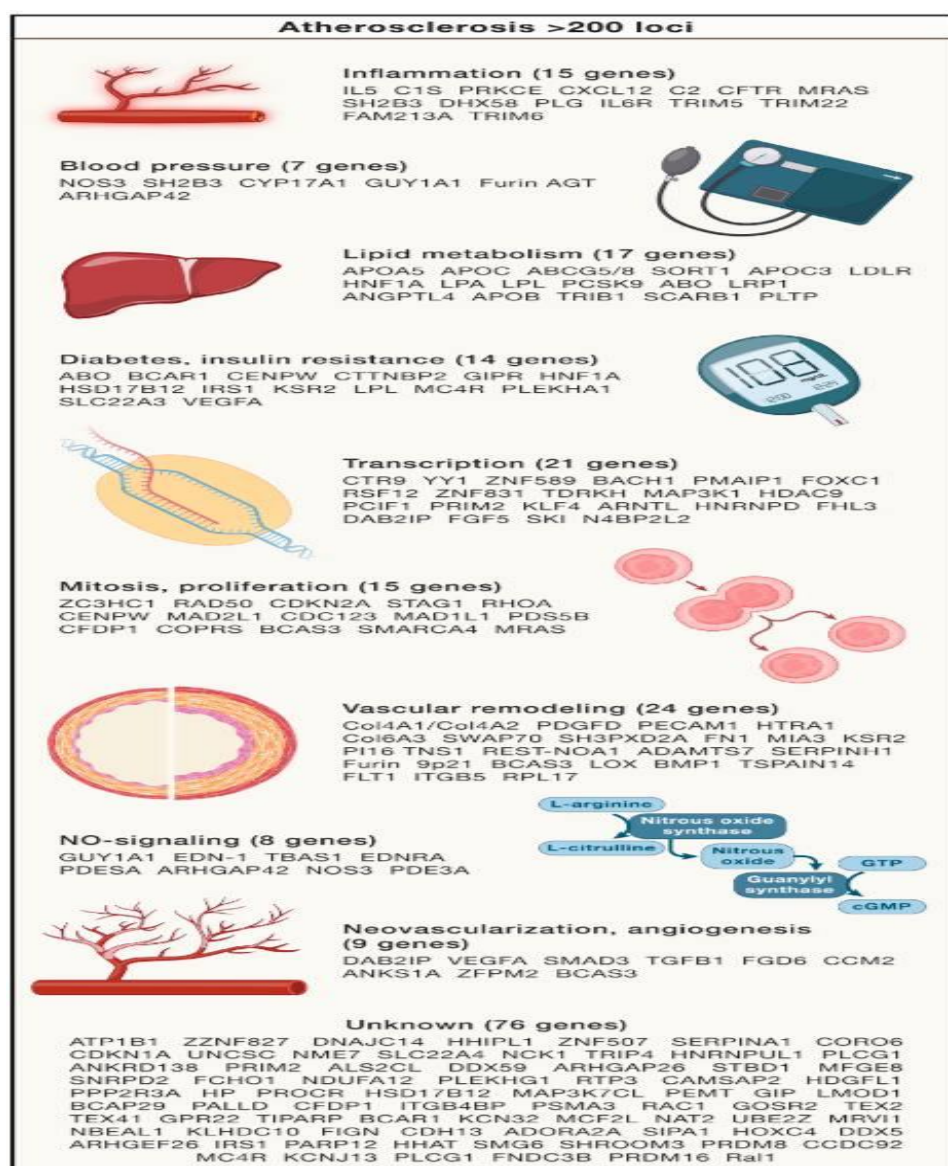 Atherosclerosis >200 loci
Inflammation (15 genes)
IL5 C1S PRKCE CXCL12 C2 CFTR MRAS
SH2B3 DHX58 PLG IL6R TRIM5 TRIM22
FAM213A TRIM6
Blood pressure (7 genes)
NOS3 SH2B3 CYP17A1 GUY1A1 Furin AGT
ARHGAP42
Lipid metabolism (17 genes)
APOA5 APOC ABCG5/8 SORT1 APOC3 LDLR
HNF1A LPA LPL PCSK9 ABO LRP1
ANGPTL4 APOB TRIB1 SCARB1 PLTP
Diabetes, insulin resistance (14 genes)
ABO BCAR1 CENPW CTTNBP2 GIPR HNF1A
HSD17B12 IRS1 KSR2 LPL MC4R PLEKHA1
SLC22A3 VEGFA
108
mg/dL
12:00 12-24
Transcription (21 genes)
CTR9 YY1 ZNF589 BACH1 PMAIP1 FOXC1
RSF12 ZNF831 TDRKH MAP3K1 HDAC9
PCIF1 PRIM2 KLF4 ARNTL HNRNPD FHL3
DAB2IP FGF5 SKI N4BP2L2
Mitosis, proliferation (15 genes)
ZC3HC1 RAD50 CDKN2A STAG1 RHOA
CENPW MAD2L1 CDC123 MAD1L1 PDS5B
CFDP1 COPRS BCAS3 SMARCA4 MRAS
Vascular remodeling (24 genes)
Col4A1/Col4A2 PDGFD PECAM1 HTRA1
Col6A3 SWAP70 SH3PXD2A FN1 MIA3 KSR2
PI16 TNS1 REST-NOA1 ADAMTS7 SERPINH1
Furin 9p21 BCAS3 LOX BMP1 TSPAIN14
FLT1 ITGB5 RPL17
NO-signaling (8 genes)
GUY1A1 EDN-1 TBAS1 EDNRA
PDESA ARHGAP42 NOS3 PDE3A
L-arginine
Nitrous oxide
synthase
L-citrulline
Nitrous
oxide
GTP
Guanylyl
synthase
cGMP
Neovascularization, angiogenesis
(9 genes)
DAB2IP VEGFA SMAD3 TGFB1 FGD6 CCM2
ANKS1A ZFPM2 BCAS3
Unknown (76 genes)
ATP1B1 ZZNF827 DNAJC14 HHIPL1 ZNF507 SERPINA1 CORO6
CDKN1A UNCSC NME7 SLC22A4 NCK1 TRIP4 HNRNPUL1 PLCG1
ANKRD138 PRIM2 ALS2CL DDX59 ARHGAP26 STBD1 MFGE8
SNRPD2 FCHO1 NDUFA12 PLEKHG1 RTP3 CAMSAP2 HDGFL1
PPP2R3A HP PROCR HSD17B12 MAP3K7CL PEMT GIP LMOD1
BCAP29 PALLD CFDP1 ITGB4BP PSMA3 RAC1 GOSR2 TEX2
TEX41 GPR22 TIPARP BCAR1 KCN32 MCF2L NAT2 UBE2Z MRVI1
NBEAL1 KLHDC10 FIGN CDH13 ADORA2A SIPA1 HOXC4 DDX5
ARHGEF26 IRS1 PARP12 HHAT SMG6 SHROOM3 PRDM8 CCDC92
MC4R KCNJ13 PLCG1 FNDC3B PRDM16 Ral1